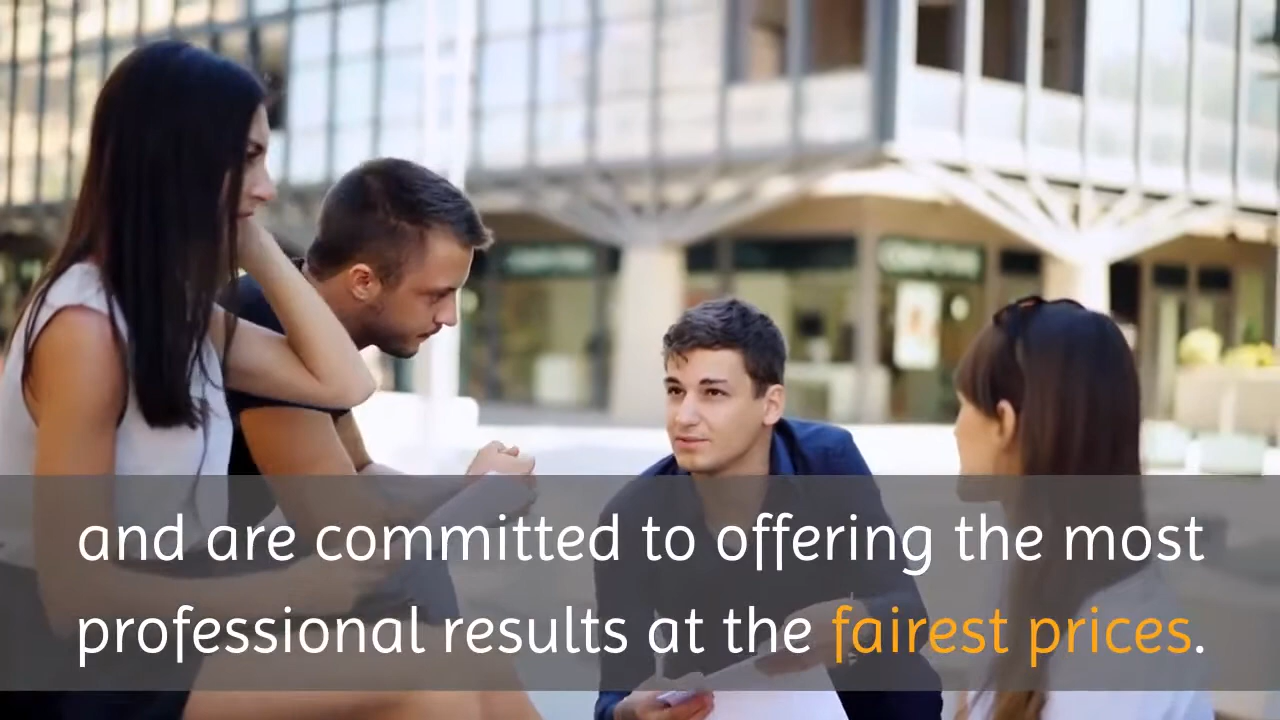 and are committed to offering the most
professional results at the fairest prices.